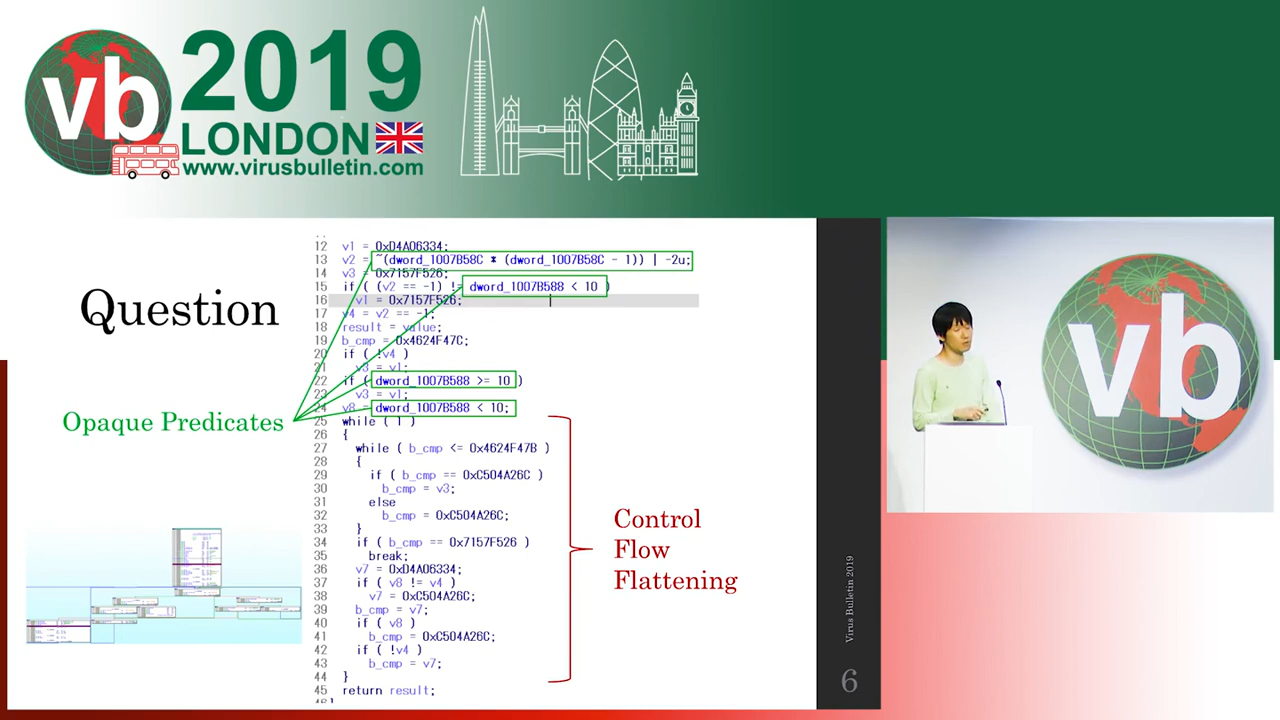 vb
2019
LONDON
www.virusbulletin.com
Question
Opaque Predicates
12 v1 = 0xD4A06334;
13 v2 = ~(dword_1007B58C * (dword_1007B58C - 1)) | -2u;
14 v3 = 0x7157F526;
15 if ( (v2 == -1) != dword_1007B588 < 10 )
16 v1 = 0x7157F526;
17 v4 = v2 == -1;
18 result = value;
19 b_cmp = 0x4624F47C;
20 if ( !v4 )
21 v3 = v1;
22 if ( dword_1007B588 >= 10 )
23 v3 = v1;
24 v8 = dword_1007B588 < 10;
25 while ( 1 )
26 {
27 while ( b_cmp <= 0x4624F47B )
28 {
29 if ( b_cmp == 0xC504A26C )
30 b_cmp = v3;
31 else
32 b_cmp = 0xC504A26C;
33 }
34 if ( b_cmp == 0x7157F526 )
35 break;
36 v7 = 0xD4A06334;
37 if ( v8 != v4 )
38 v7 = 0xC504A26C;
39 b_cmp = v7;
40 if ( v8 )
41 b_cmp = 0xC504A26C;
42 if ( !v4 )
43 b_cmp = v7;
44 }
45 return result;
Control
Flow
Flattening
Virus Bulletin 2019
6
vb